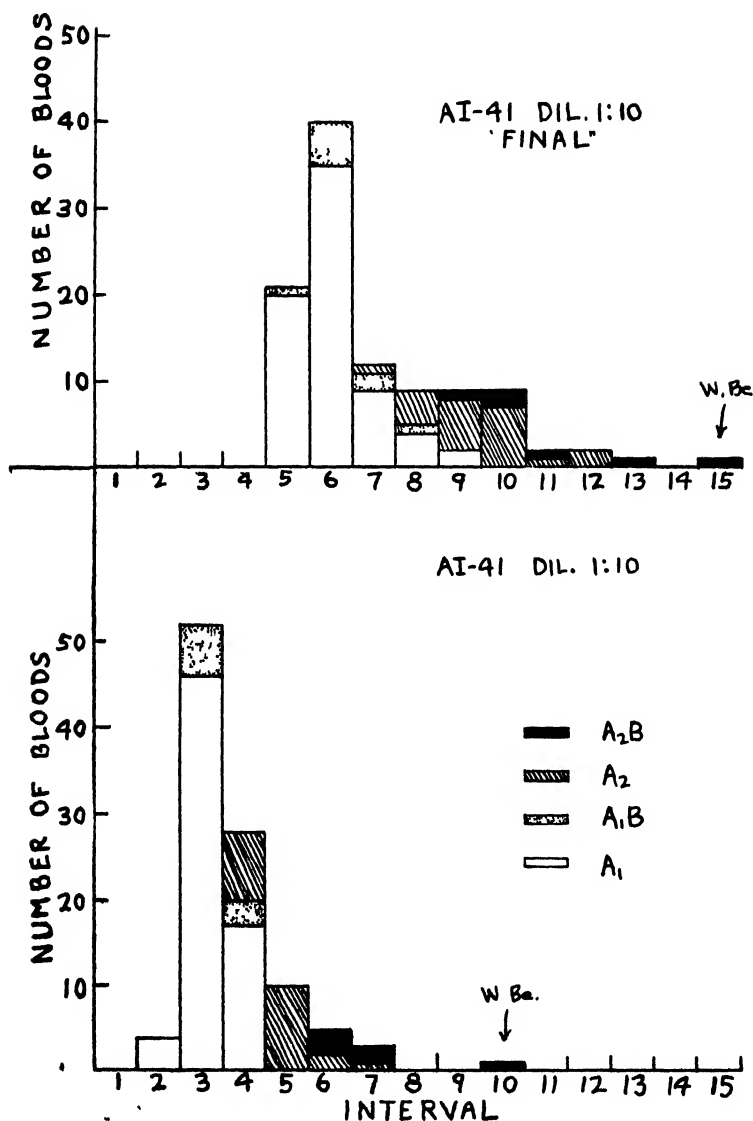 NUMBER OF BLOODS
50
40
30
20
10
AI-41 DIL. 1:10
'FINAL"
W. Be
1 2 3 4 5 6 7 8 9 10 11 12 13 14 15
NUMBER OF BLOODS
50
40
30
20
10
AI-41 DIL. 1:10
A₂B
A₂
A₁B
A₁
W Be.
1 2 3 4 5 6 7 8 9 10 11 12 13 14 15
INTERVAL